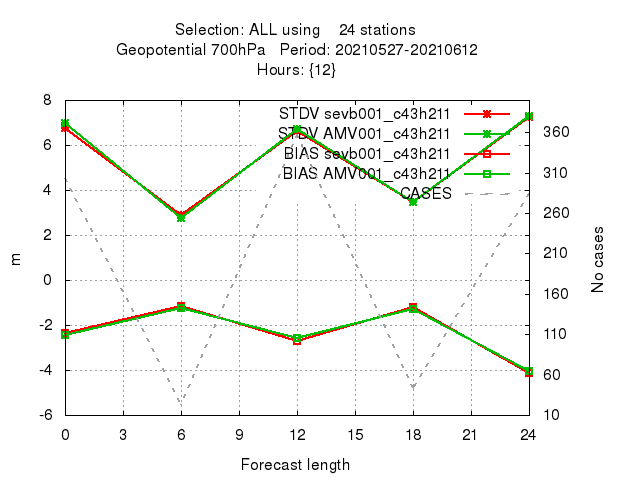 Selection: ALL using    24 stations
Geopotential 700hPa   Period: 20210527-20210612
Hours: {12}
STDV sevb001_c43h211
STDV AMV001_c43h211
BIAS sevb001_c43h211
BIAS AMV001_c43h211
CASES
8
6
4
2
0
-2
-4
-6
m
360
310
260
210
160
110
60
10
No cases
0 3 6 9 12 15 18 21 24
Forecast length